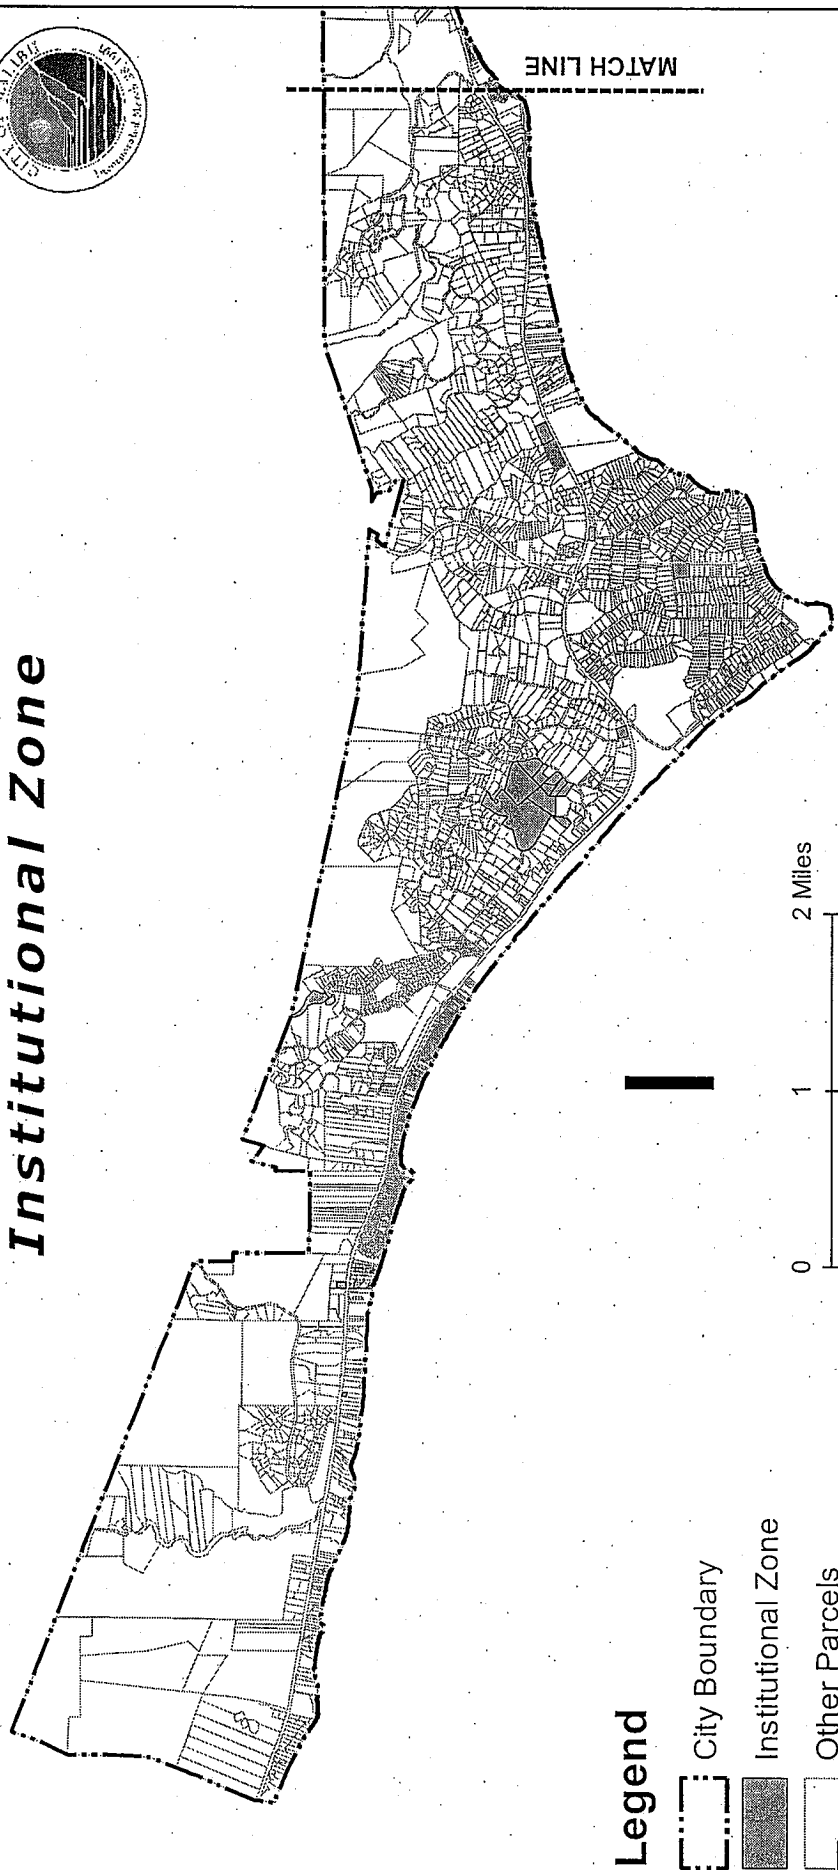 Institutional Zone
MATCH LINE
Legend
City Boundary
Institutional Zone
Other Parcels
0 1 2 Miles